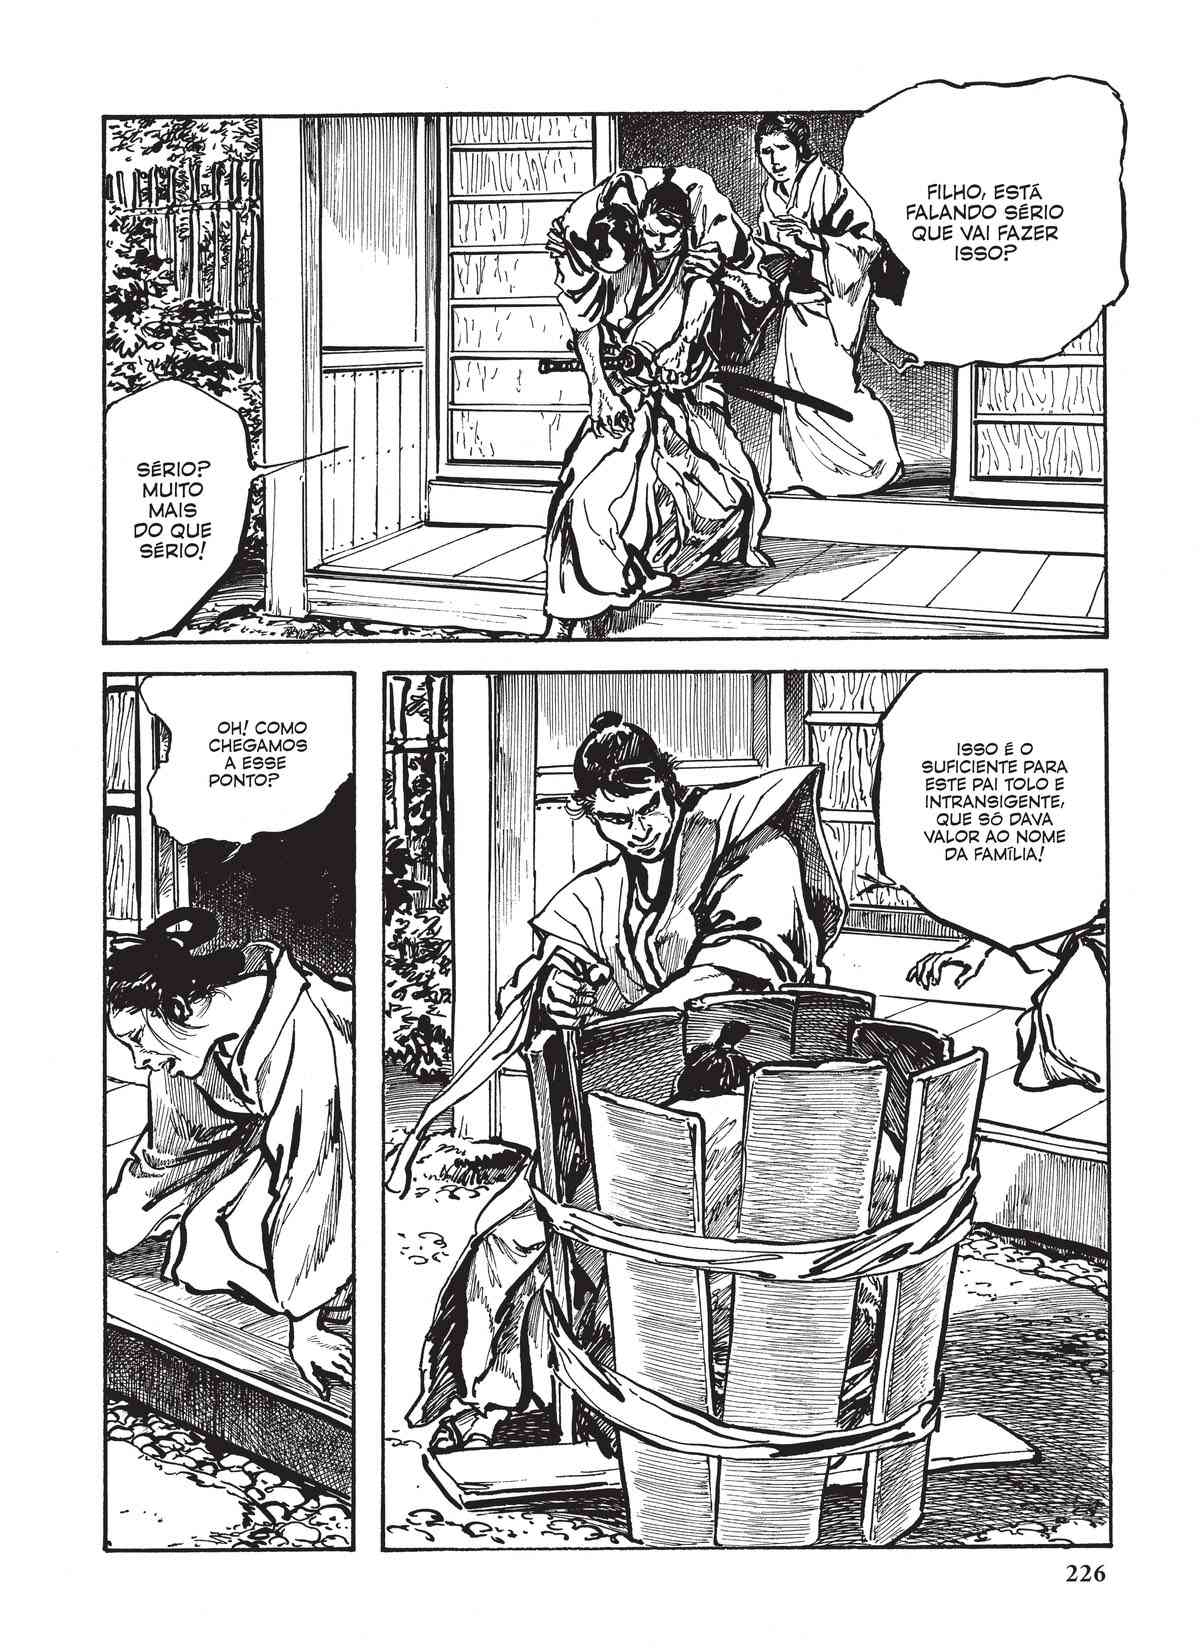 FILHO, ESTÁ
FALANDO SÉRIO
QUE VAI FAZER
ISSO?
SÉRIO?
MUITO
MAIS
DO QUE
SÉRIO!
OH! COMO
CHEGAMOS
A ESSE
PONTO?
ISSO É O
SUFICIENTE PARA
ESTE PAI TOLO E
INTRANSIGENTE,
QUE SÓ DAVA
VALOR AO NOME
DA FAMÍLIA!
226